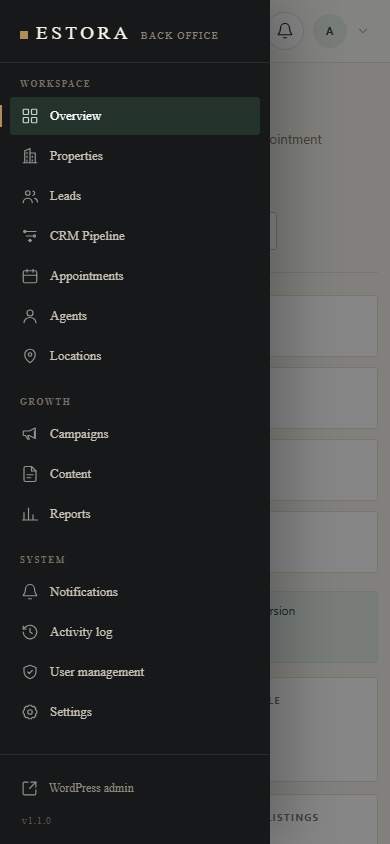 ESTORA BACK OFFICE
A
WORKSPACE
Overview
Properties
ointment
Leads
CRM Pipeline
Appointments
Agents
Locations
GROWTH
Campaigns
Content
Reports
SYSTEM
Notifications
rsion
Activity log
User management
LE
Settings
WordPress admin
LISTINGS
v1.1.0